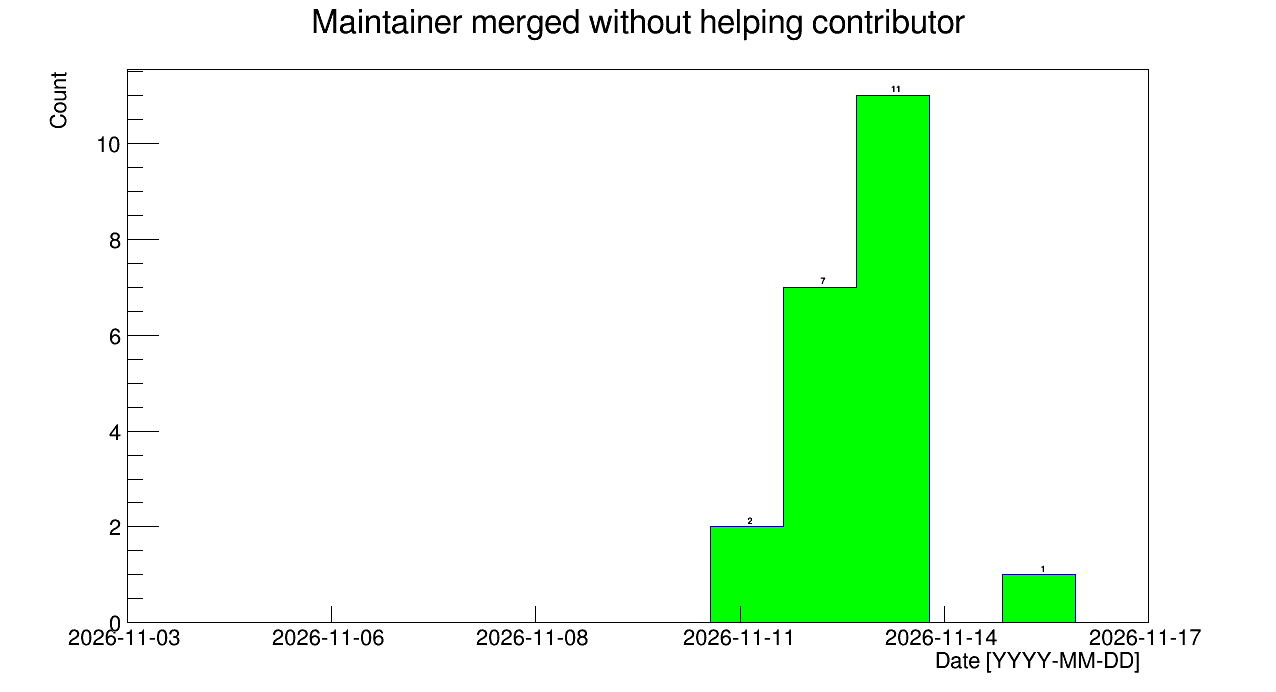 Maintainer merged without helping contributor
Count
11
10
8
7
6
4
2
2
1
0
2026-11-03 2026-11-06 2026-11-08 2026-11-11 2026-11-14 2026-11-17
Date [YYYY-MM-DD]